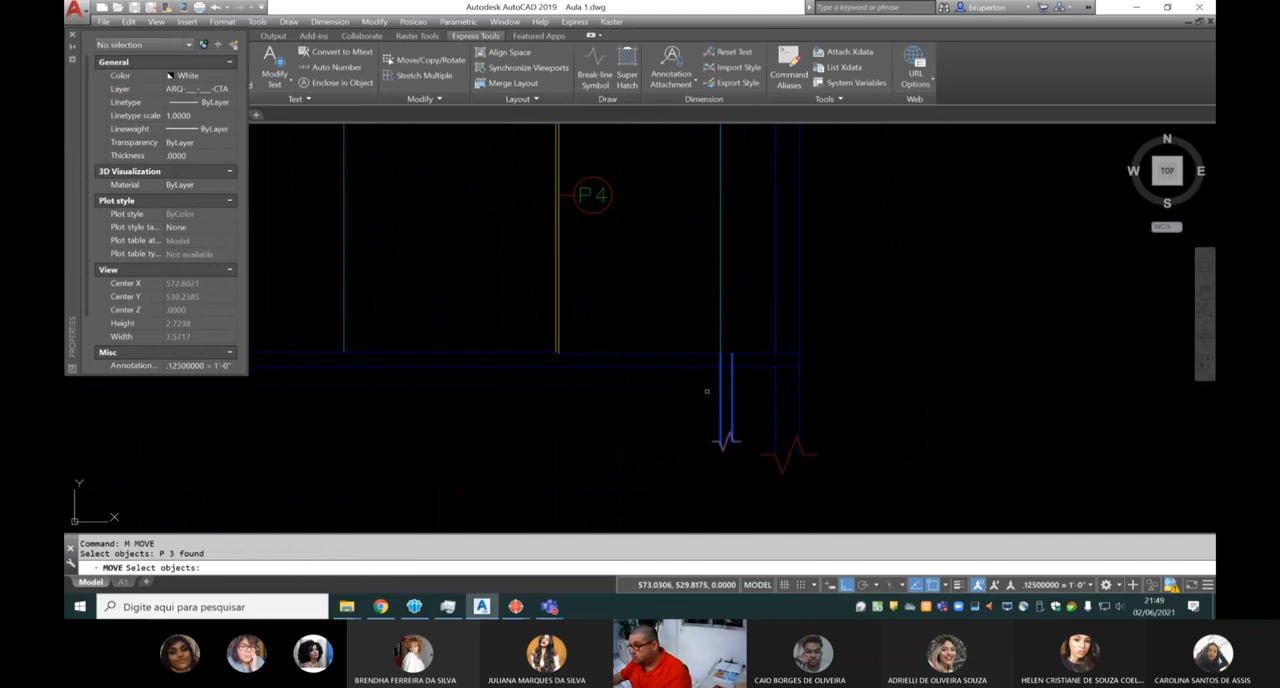 Autodesk AutoCAD 2019 Aula 1.dwg
Type a keyword or phrase
bruperton
File Edit View Insert Format Tools Draw Dimension Modify Posicao Parametric Window Help Express Raster
Output Add-ins Collaborate Raster Tools Express Tools Featured Apps
Modify Text
Convert to Mtext
Auto Number
Enclose in Object
Text
Move/Copy/Rotate
Stretch Multiple
Modify
Align Space
Synchronize Viewports
Merge Layout
Layout
Break-line Symbol
Super Hatch
Draw
Annotation Attachment
Reset Text
Import Style
Export Style
Dimension
Command Aliases
Attach Xdata
List Xdata
System Variables
Tools
URL Options
Web
No selection
General
Color White
Layer ARQ-___-___-CTA
Linetype ByLayer
Linetype scale 1.0000
Lineweight ByLayer
Transparency ByLayer
Thickness .0000
3D Visualization
Material ByLayer
Plot style
Plot style ByColor
Plot style ta... None
Plot table at... Model
Plot table ty... Not available
View
Center X 572.6021
Center Y 530.2385
Center Z .0000
Height 2.7238
Width 7.5717
Misc
Annotation... .12500000 = 1'-0"
PROPERTIES
P4
N
W TOP E
S
WCS
Y
X
Command: M MOVE
Select objects: P 3 found
MOVE Select objects:
Model A1 +
573.0306, 529.8175, 0.0000 MODEL
.12500000 = 1'-0"
Digite aqui para pesquisar
21:49
02/06/2021
BRENDHA FERREIRA DA SILVA
JULIANA MARQUES DA SILVA
CAIO BORGES DE OLIVEIRA
ADRIELLI DE OLIVEIRA SOUZA
HELEN CRISTIANE DE SOUZA COEL...
CAROLINA SANTOS DE ASSIS